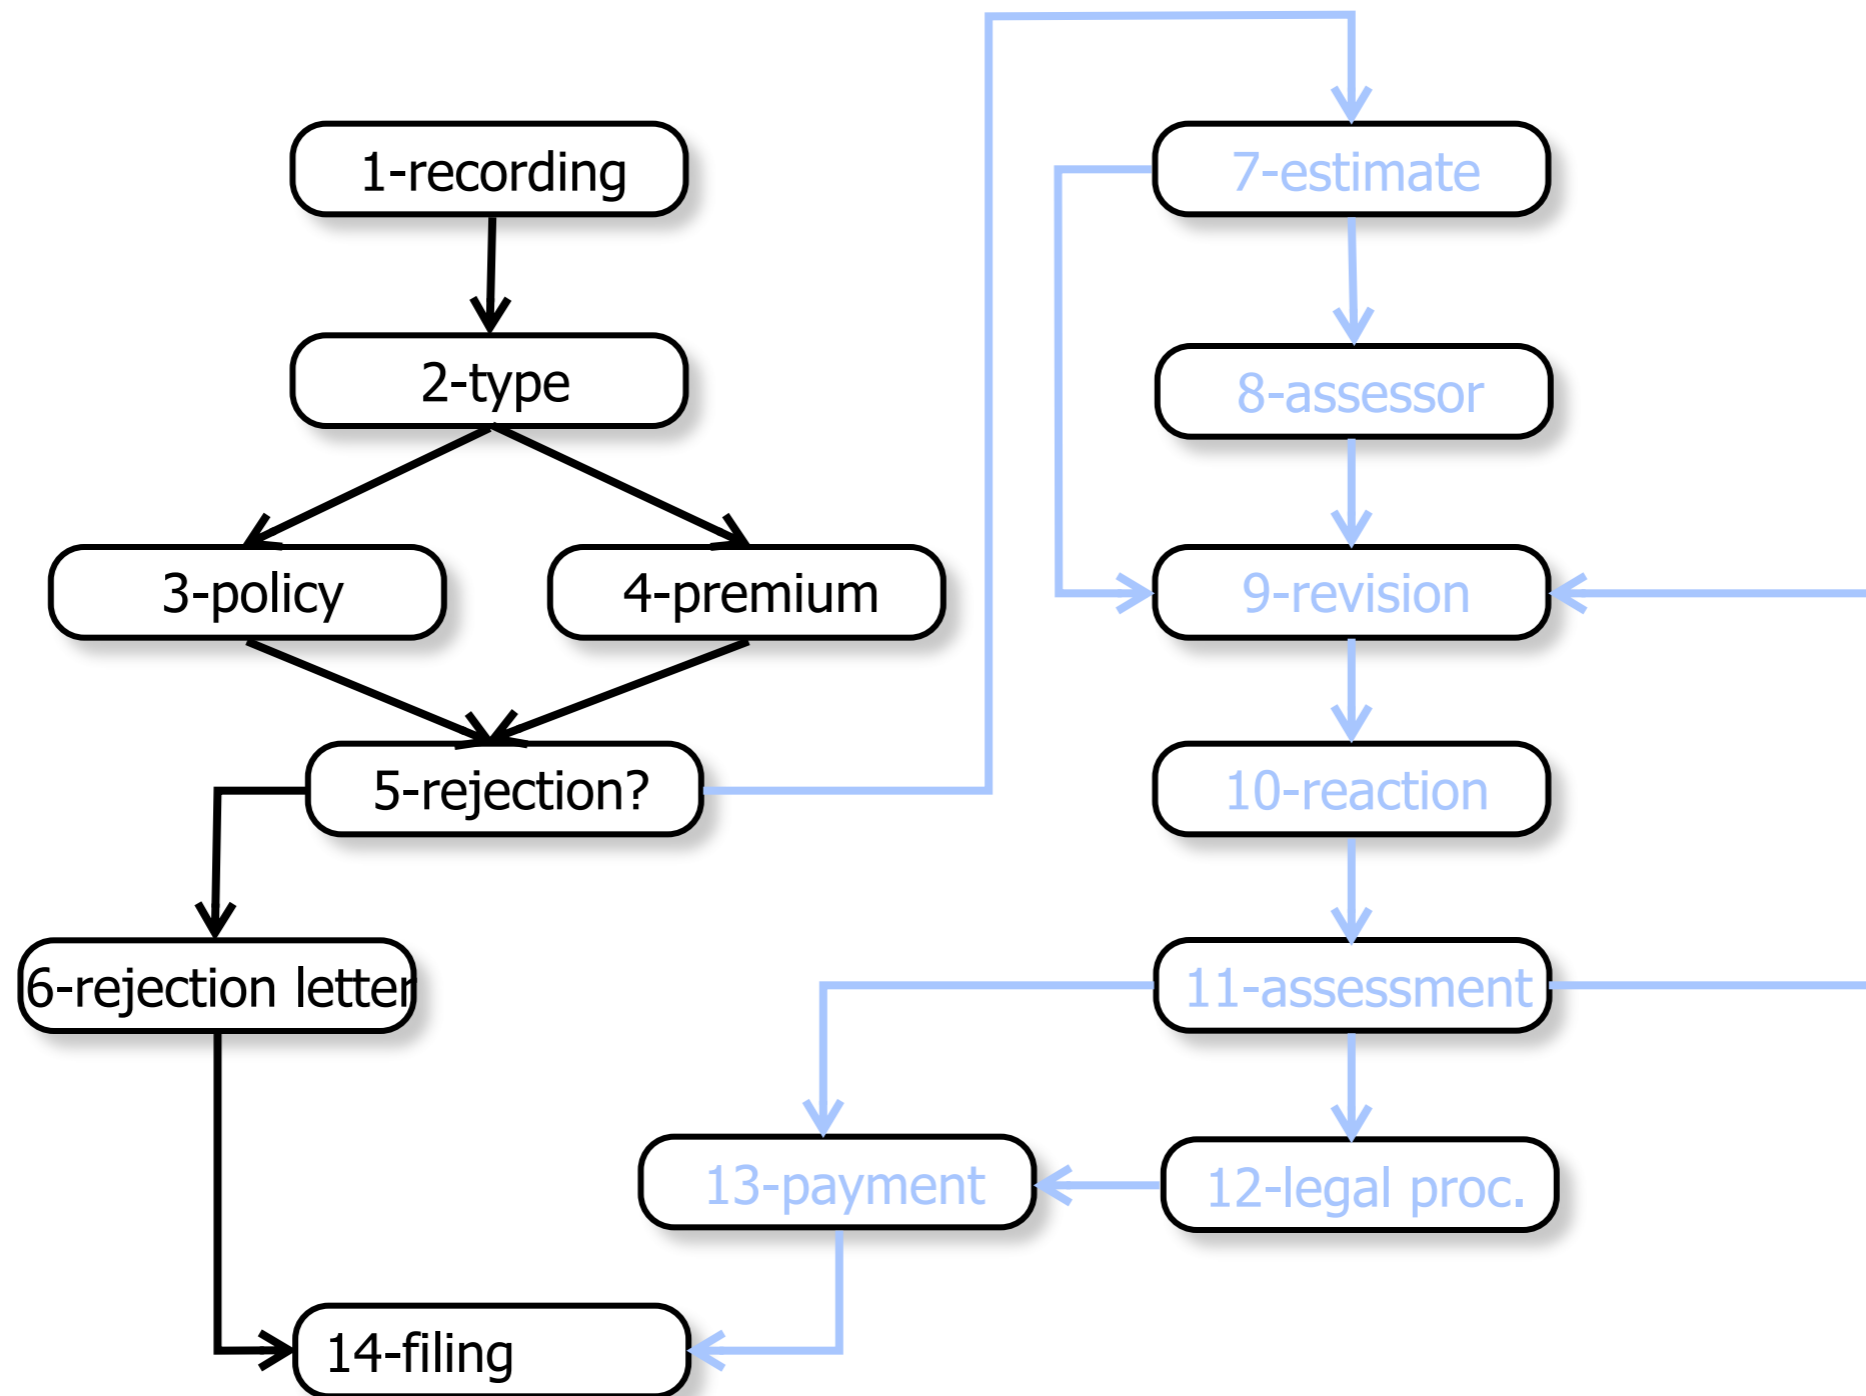 1-recording
2-type
3-policy
4-premium
5-rejection?
6-rejection letter
7-estimate
8-assessor
9-revision
10-reaction
11-assessment
12-legal proc.
13-payment
14-filing